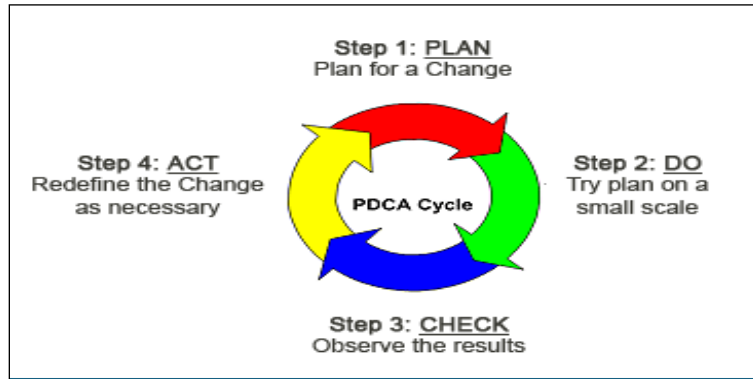 Step 1: PLAN
Plan for a Change
Step 2: DO
Try plan on a
small scale
Step 3: CHECK
Observe the results
Step 4: ACT
Redefine the Change
as necessary
PDCA Cycle